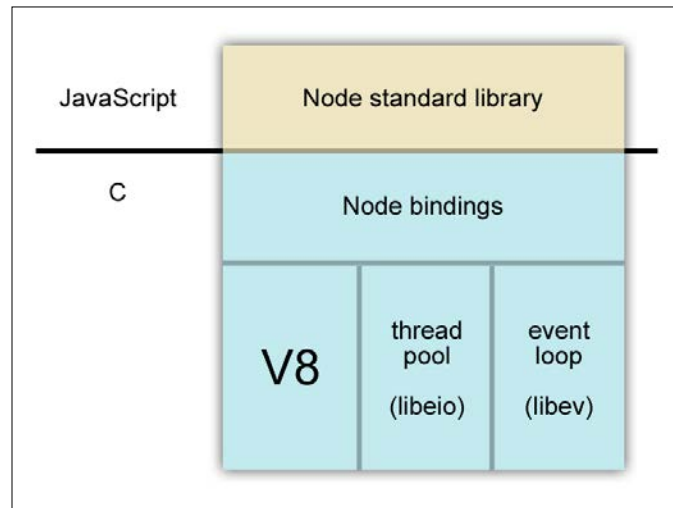 JavaScript
Node standard library
C
Node bindings
V8
thread
pool
(libeio)
event
loop
(libev)